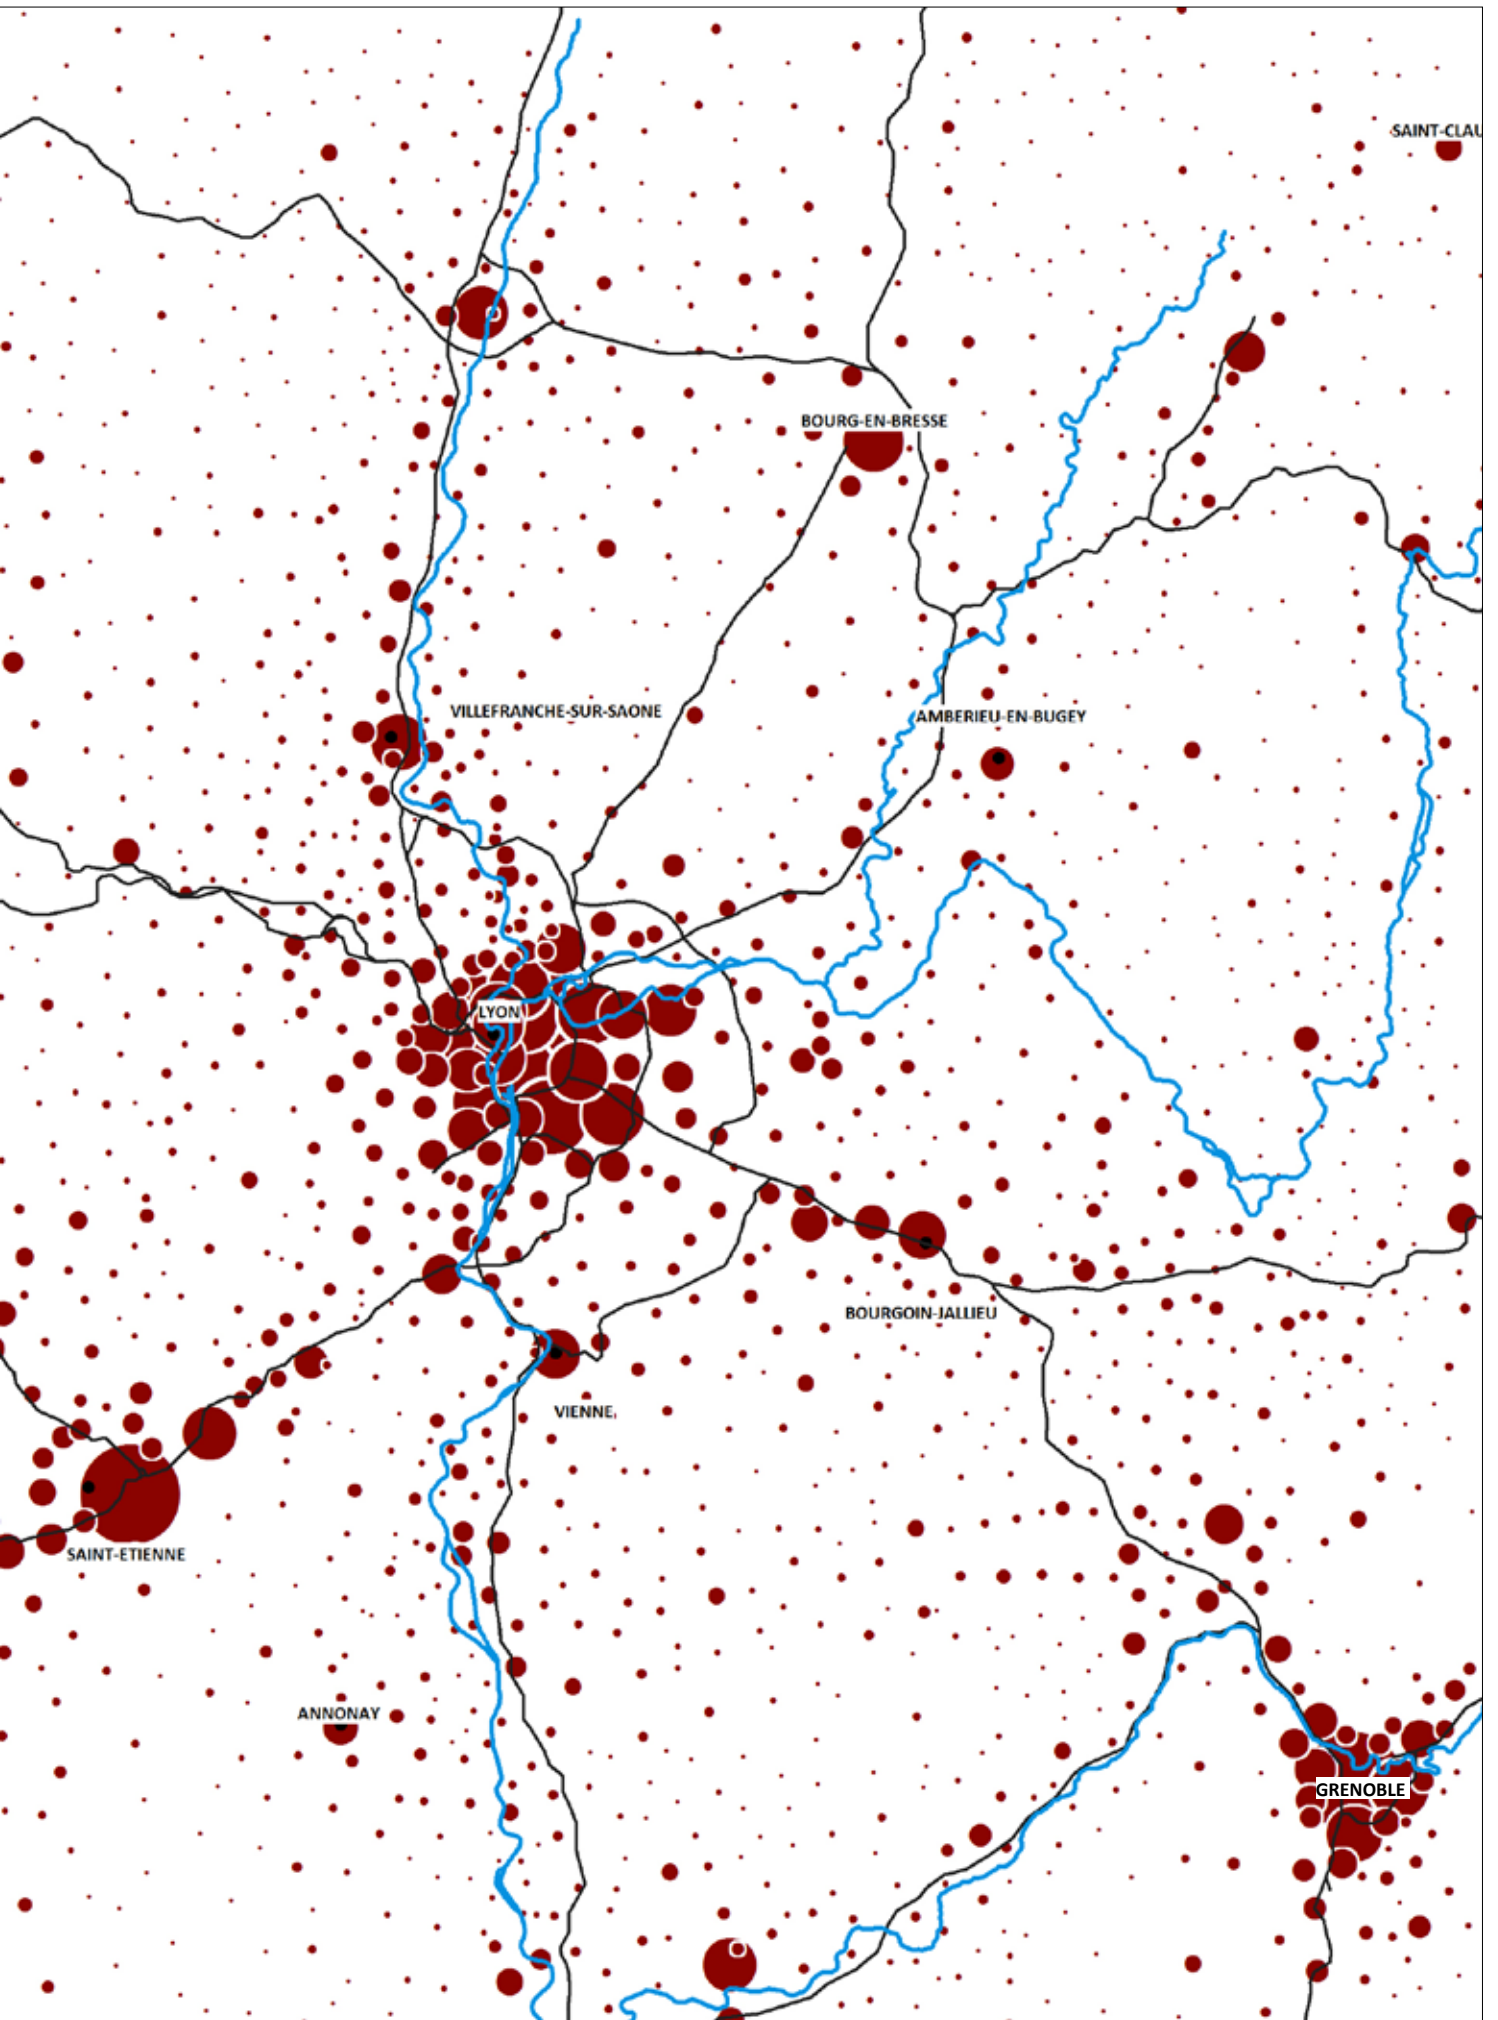 SAINT-CLAU
BOURG-EN-BRESSE
VILLEFRANCHE-SUR-SAONE
AMBERIEU-EN-BUGEY
LYON
BOURGOIN-JALLIEU
VIENNE
SAINT-ETIENNE
ANNONAY
GRENOBLE